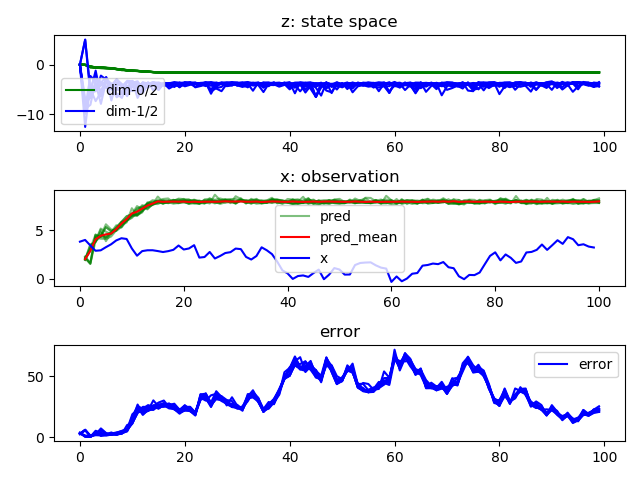 z: state space
0
−10
dim-0/2
dim-1/2
0 20 40 60 80 100
x: observation
5
0
pred
pred_mean
x
0 20 40 60 80 100
error
50
0
error
0 20 40 60 80 100